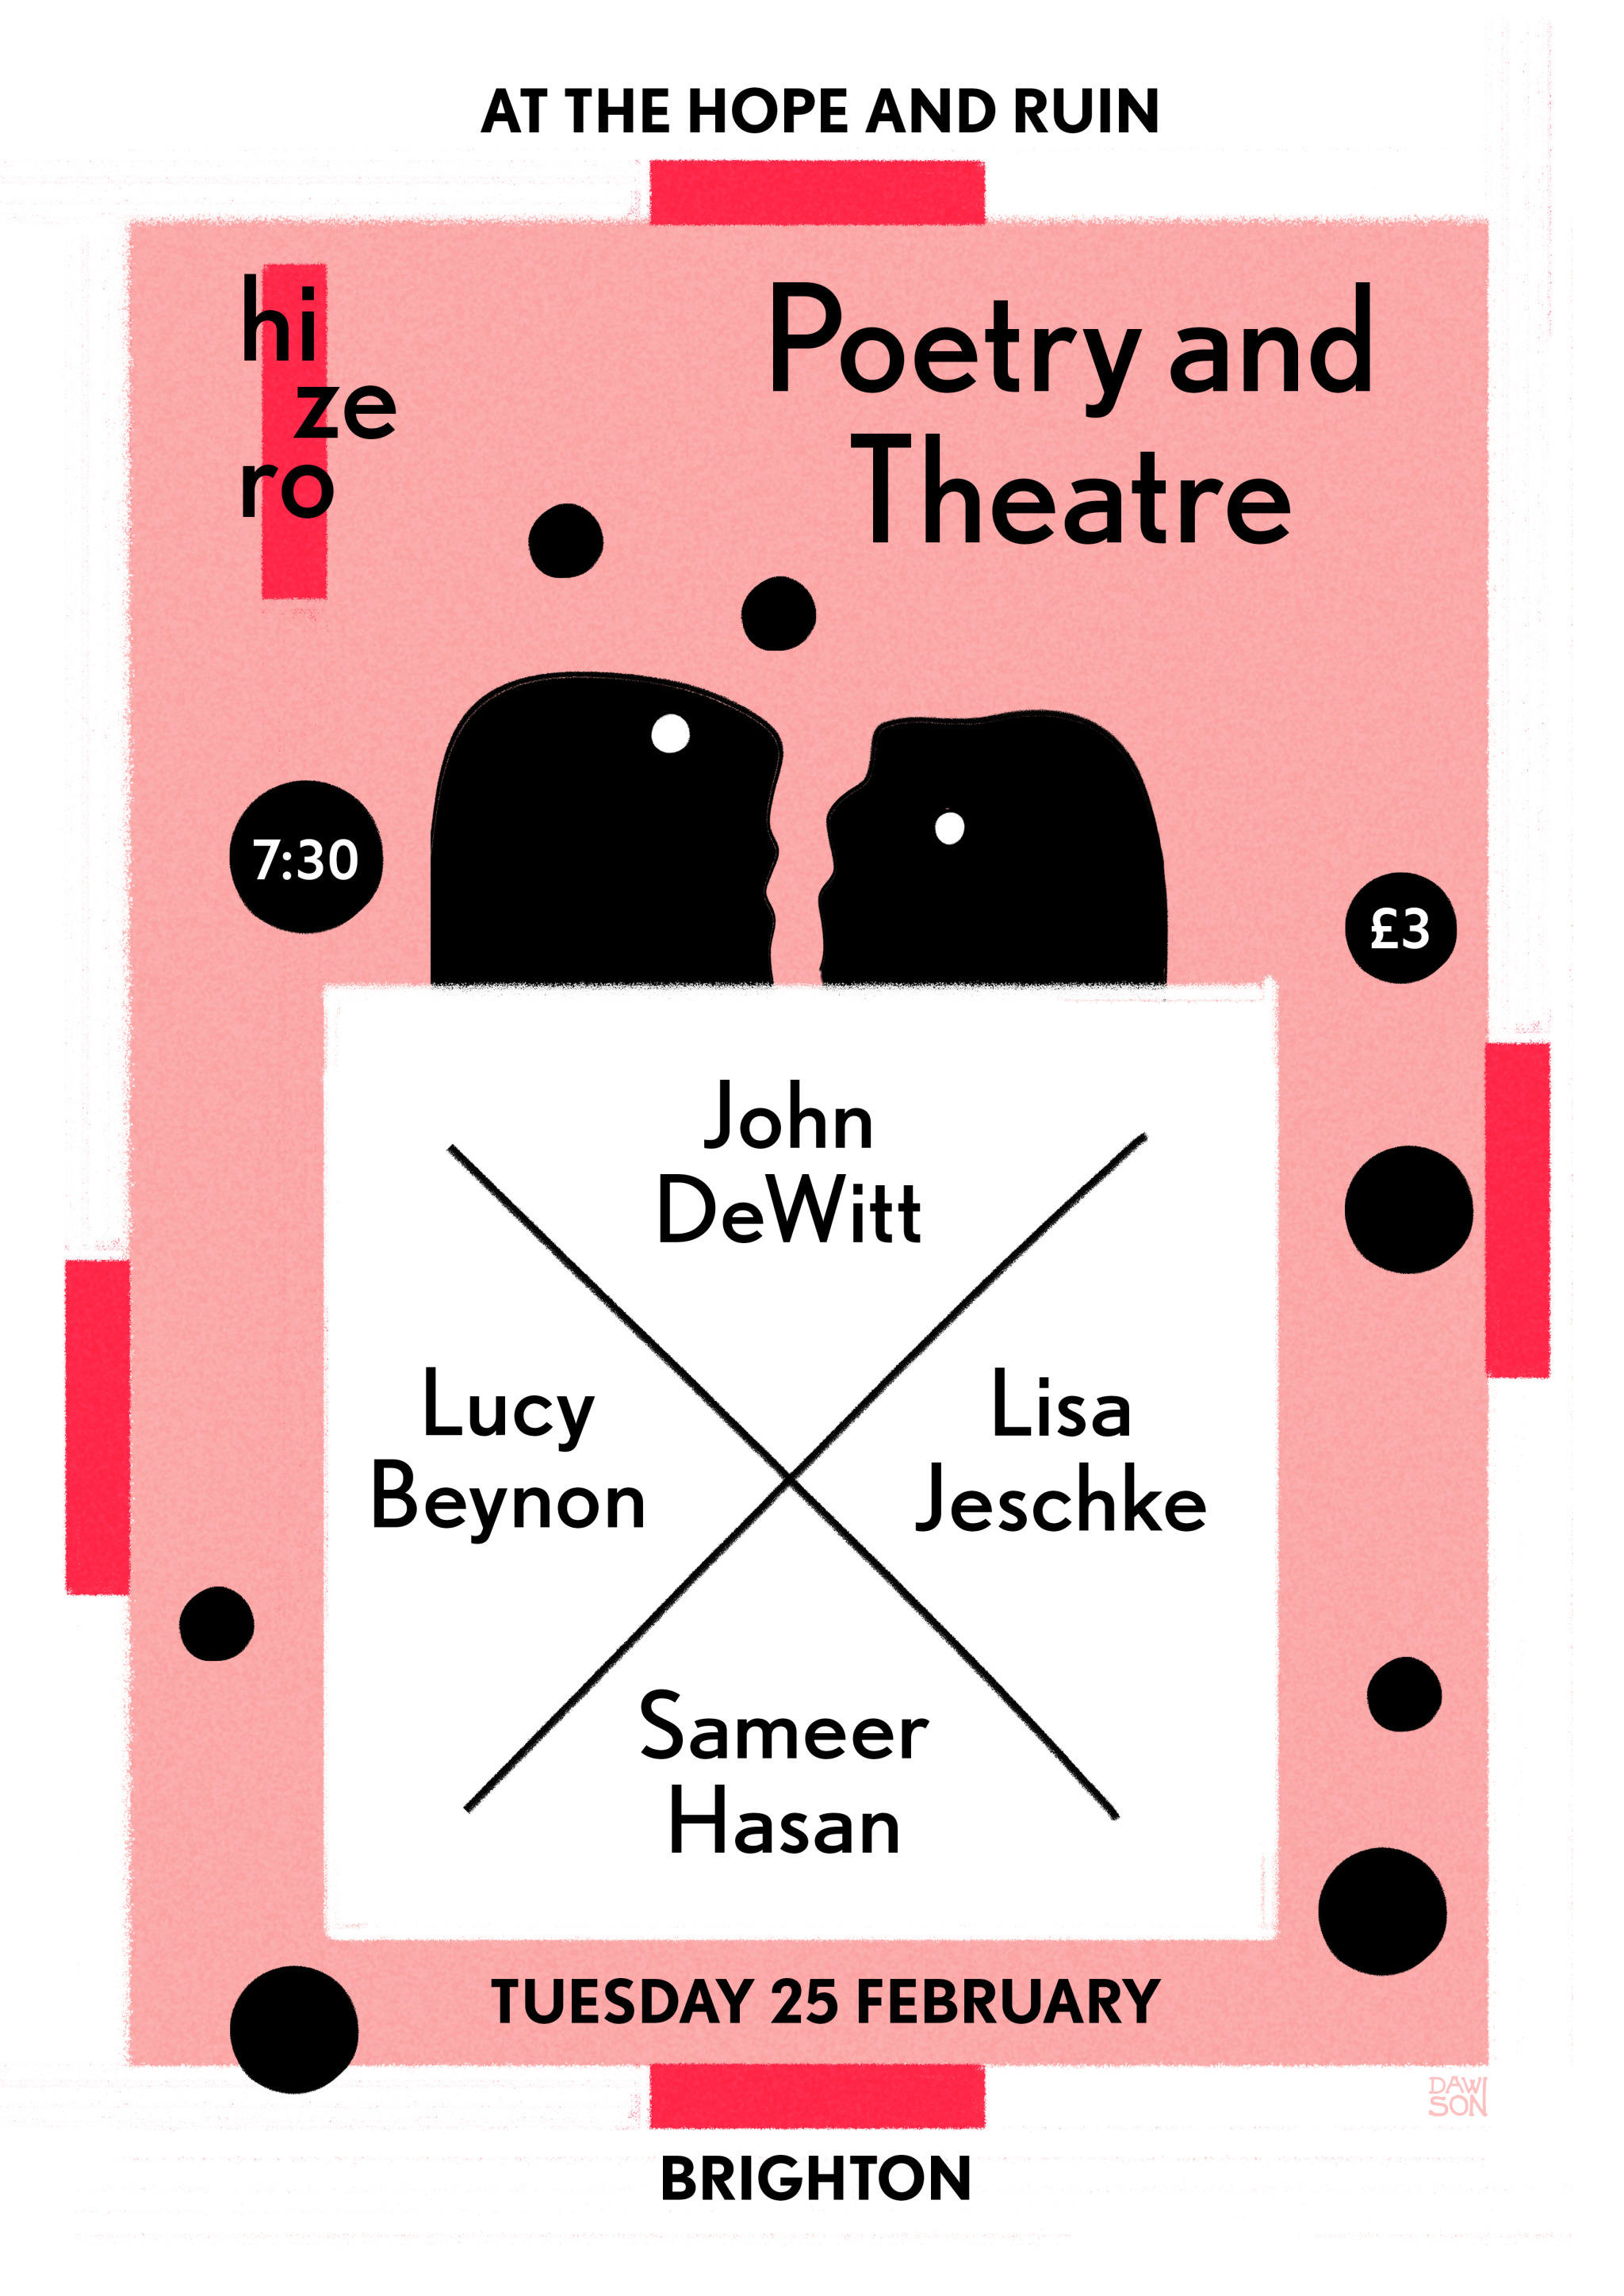 AT THE HOPE AND RUIN
hi
ze
ro
Poetry and
Theatre
7:30
£3
John
DeWitt
Lucy
Beynon
Lisa
Jeschke
Sameer
Hasan
TUESDAY 25 FEBRUARY
DAW
SON
BRIGHTON